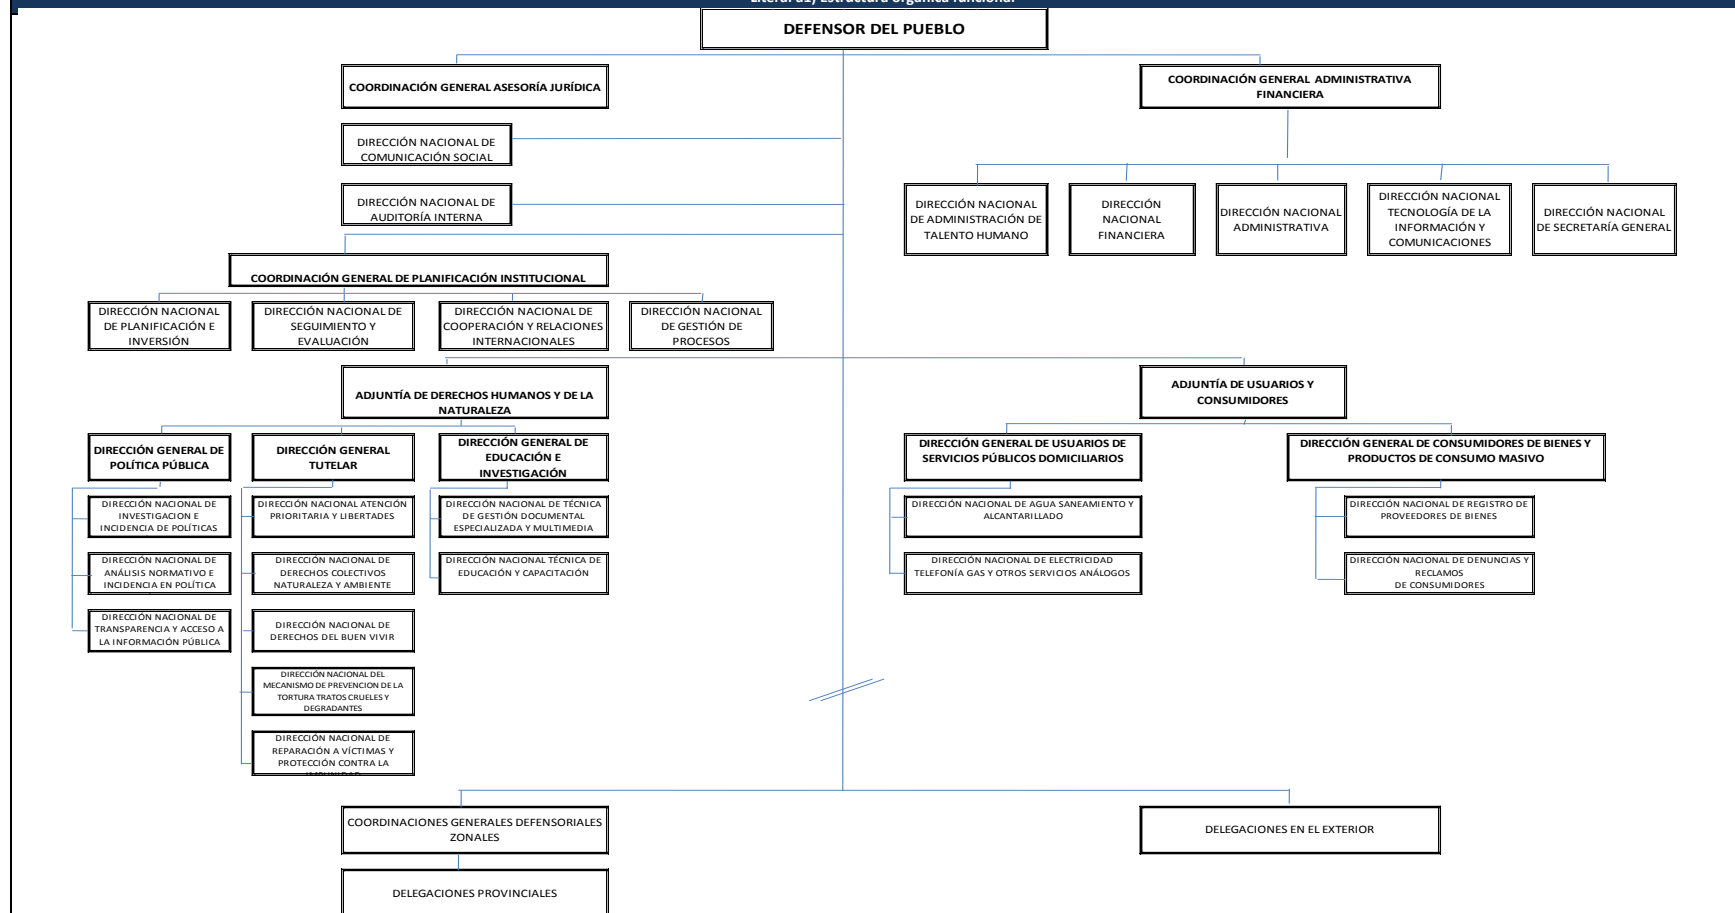 Literal a1) Estructura orgánica funcional
DEFENSOR DEL PUEBLO
COORDINACIÓN GENERAL ASESORÍA JURÍDICA
COORDINACIÓN GENERAL ADMINISTRATIVA
FINANCIERA
DIRECCIÓN NACIONAL DE
COMUNICACIÓN SOCIAL
DIRECCIÓN NACIONAL DE
AUDITORÍA INTERNA
DIRECCIÓN NACIONAL
DE ADMINISTRACIÓN DE
TALENTO HUMANO
DIRECCIÓN
NACIONAL
FINANCIERA
DIRECCIÓN NACIONAL
ADMINISTRATIVA
DIRECCIÓN NACIONAL
TECNOLOGÍA DE LA
INFORMACIÓN Y
COMUNICACIONES
DIRECCIÓN NACIONAL
DE SECRETARÍA GENERAL
COORDINACIÓN GENERAL DE PLANIFICACIÓN INSTITUCIONAL
DIRECCIÓN NACIONAL
DE PLANIFICACIÓN E
INVERSIÓN
DIRECCIÓN NACIONAL DE
SEGUIMIENTO Y
EVALUACIÓN
DIRECCIÓN NACIONAL DE
COOPERACIÓN Y RELACIONES
INTERNACIONALES
DIRECCIÓN NACIONAL
DE GESTIÓN DE
PROCESOS
ADJUNTÍA DE DERECHOS HUMANOS Y DE LA
NATURALEZA
ADJUNTÍA DE USUARIOS Y
CONSUMIDORES
DIRECCIÓN GENERAL DE
POLÍTICA PÚBLICA
DIRECCIÓN GENERAL
TUTELAR
DIRECCIÓN GENERAL DE
EDUCACIÓN E
INVESTIGACIÓN
DIRECCIÓN GENERAL DE USUARIOS DE
SERVICIOS PÚBLICOS DOMICILIARIOS
DIRECCIÓN GENERAL DE CONSUMIDORES DE BIENES Y
PRODUCTOS DE CONSUMO MASIVO
DIRECCIÓN NACIONAL DE
INVESTIGACION E
INCIDENCIA DE POLÍTICAS
DIRECCIÓN NACIONAL ATENCIÓN
PRIORITARIA Y LIBERTADES
DIRECCIÓN NACIONAL DE TÉCNICA
DE GESTIÓN DOCUMENTAL
ESPECIALIZADA Y MULTIMEDIA
DIRECCIÓN NACIONAL DE AGUA SANEAMIENTO Y
ALCANTARILLADO
DIRECCIÓN NACIONAL DE REGISTRO DE
PROVEEDORES DE BIENES
DIRECCIÓN NACIONAL DE
ANÁLISIS NORMATIVO E
INCIDENCIA EN POLÍTICA
DIRECCIÓN NACIONAL DE
DERECHOS COLECTIVOS
NATURALEZA Y AMBIENTE
DIRECCIÓN NACIONAL TÉCNICA DE
EDUCACIÓN Y CAPACITACIÓN
DIRECCIÓN NACIONAL DE ELECTRICIDAD
TELEFONÍA GAS Y OTROS SERVICIOS ANÁLOGOS
DIRECCIÓN NACIONAL DE DENUNCIAS Y
RECLAMOS
DE CONSUMIDORES
DIRECCIÓN NACIONAL DE
TRANSPARENCIA Y ACCESO A
LA INFORMACIÓN PÚBLICA
DIRECCIÓN NACIONAL DE
DERECHOS DEL BUEN VIVIR
DIRECCIÓN NACIONAL DEL
MECANISMO DE PREVENCION DE LA
TORTURA TRATOS CRUELES Y
DEGRADANTES
DIRECCIÓN NACIONAL DE
REPARACIÓN A VÍCTIMAS Y
PROTECCIÓN CONTRA LA
COORDINACIONES GENERALES DEFENSORIALES
ZONALES
DELEGACIONES EN EL EXTERIOR
DELEGACIONES PROVINCIALES